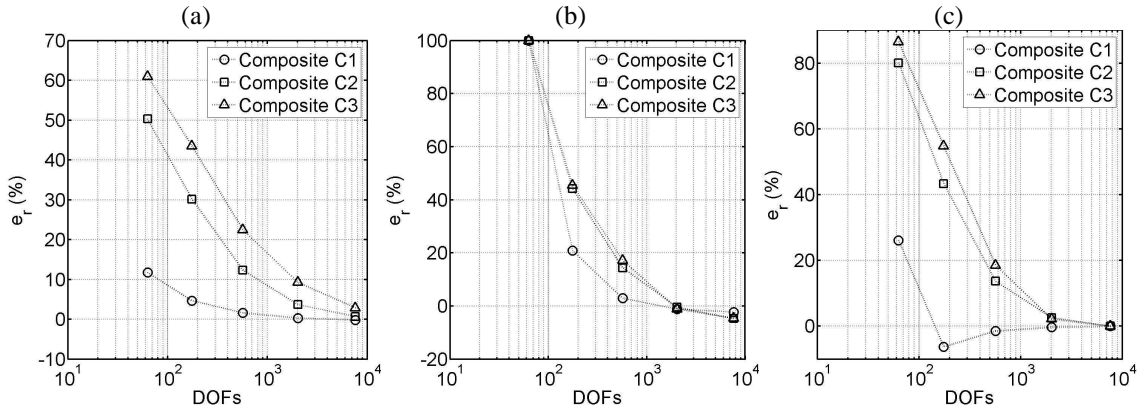 (a)
70
60
50
40
30
20
10
0
-10
e_r (%)
10^1
10^2
10^3
10^4
DOFs
Composite C1
Composite C2
Composite C3
(b)
100
80
60
40
20
0
-20
e_r (%)
10^1
10^2
10^3
10^4
DOFs
Composite C1
Composite C2
Composite C3
(c)
80
60
40
20
0
e_r (%)
10^1
10^2
10^3
10^4
DOFs
Composite C1
Composite C2
Composite C3